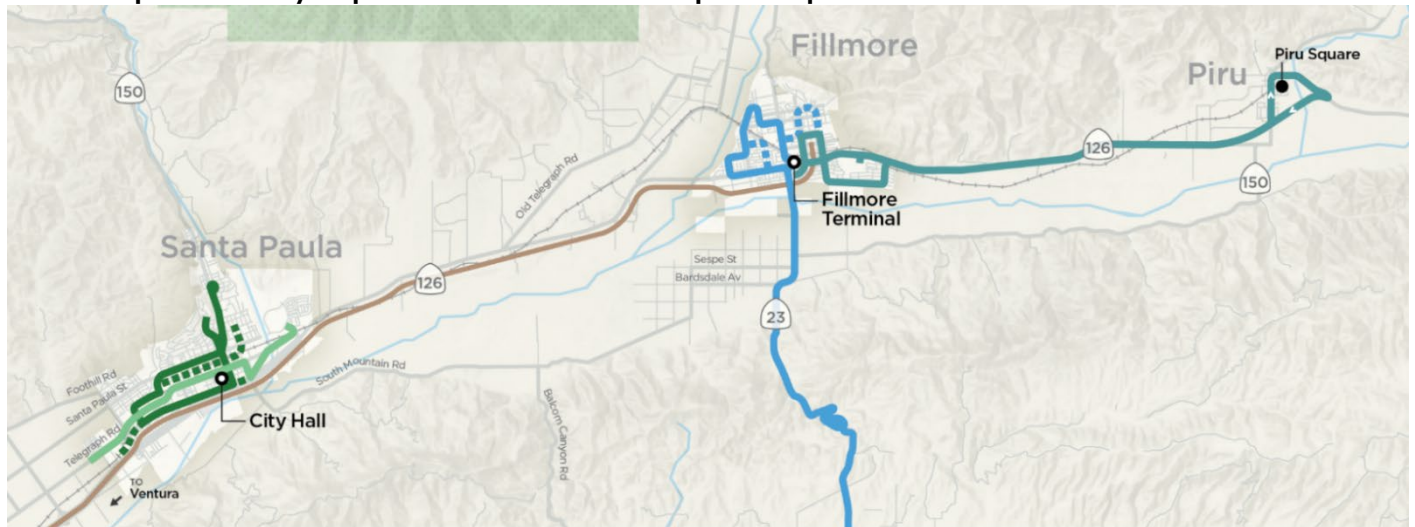 Fillmore
Piru Square
Piru
150
126
150
Old Telegraph Rd
Fillmore
Terminal
Santa Paula
Sespe St
Bardsdale Av
126
23
South Mountain Rd
Foothill Rd
Santa Paula St
City Hall
Balcom Canyon Rd
Telegraph Rd
TO
Ventura